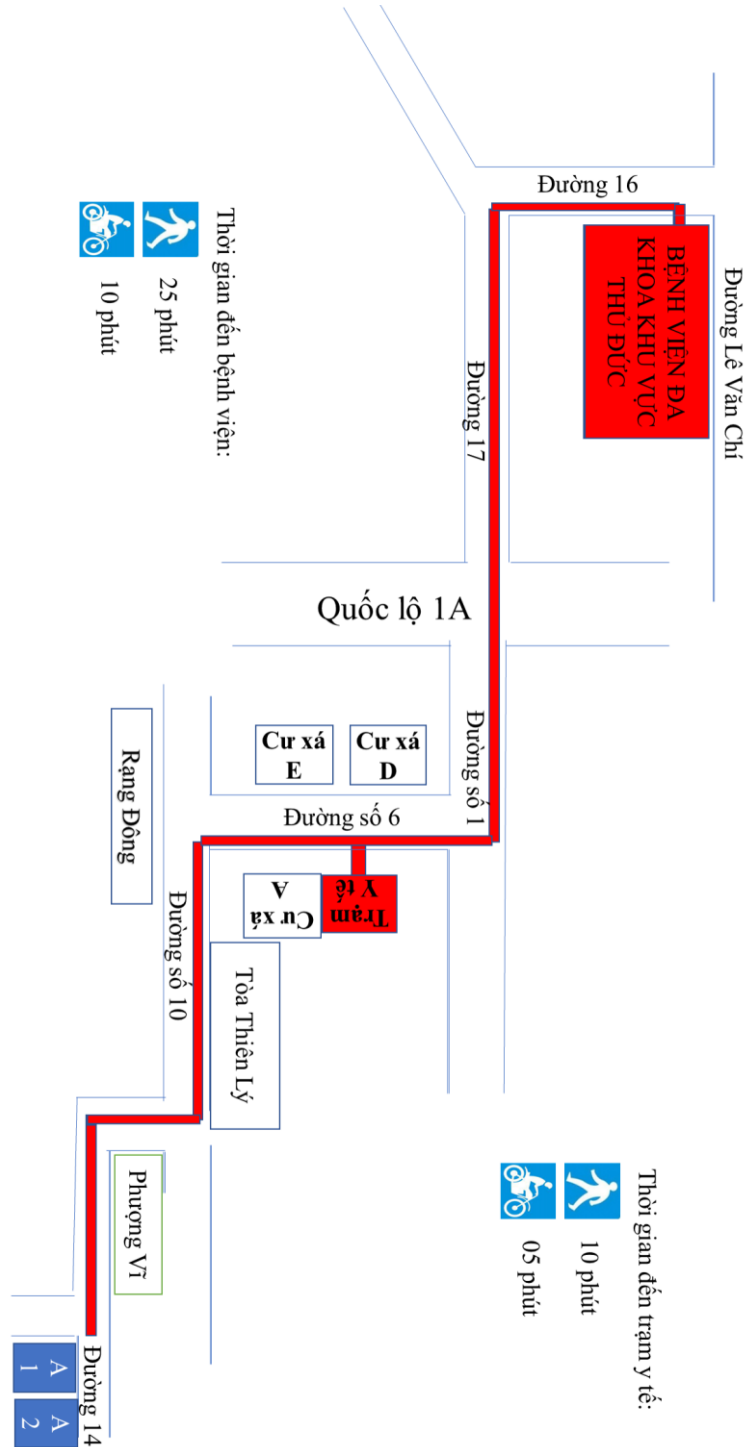 Đường 16
BỆNH VIỆN ĐA
KHOA KHU VỰC
THỦ ĐỨC
Đường Lê Văn Chí
Thời gian đến bệnh viện:
25 phút
10 phút
Đường 17
Quốc lộ 1A
Đường số 1
Cư xá
E
Cư xá
D
Rạng Đông
Đường số 6
Trạm
Y tế
Cư xá
A
Đường số 10
Tòa Thiên Lý
Thời gian đến trạm y tế:
10 phút
05 phút
Phượng Vĩ
Đường 14
A
1
A
2